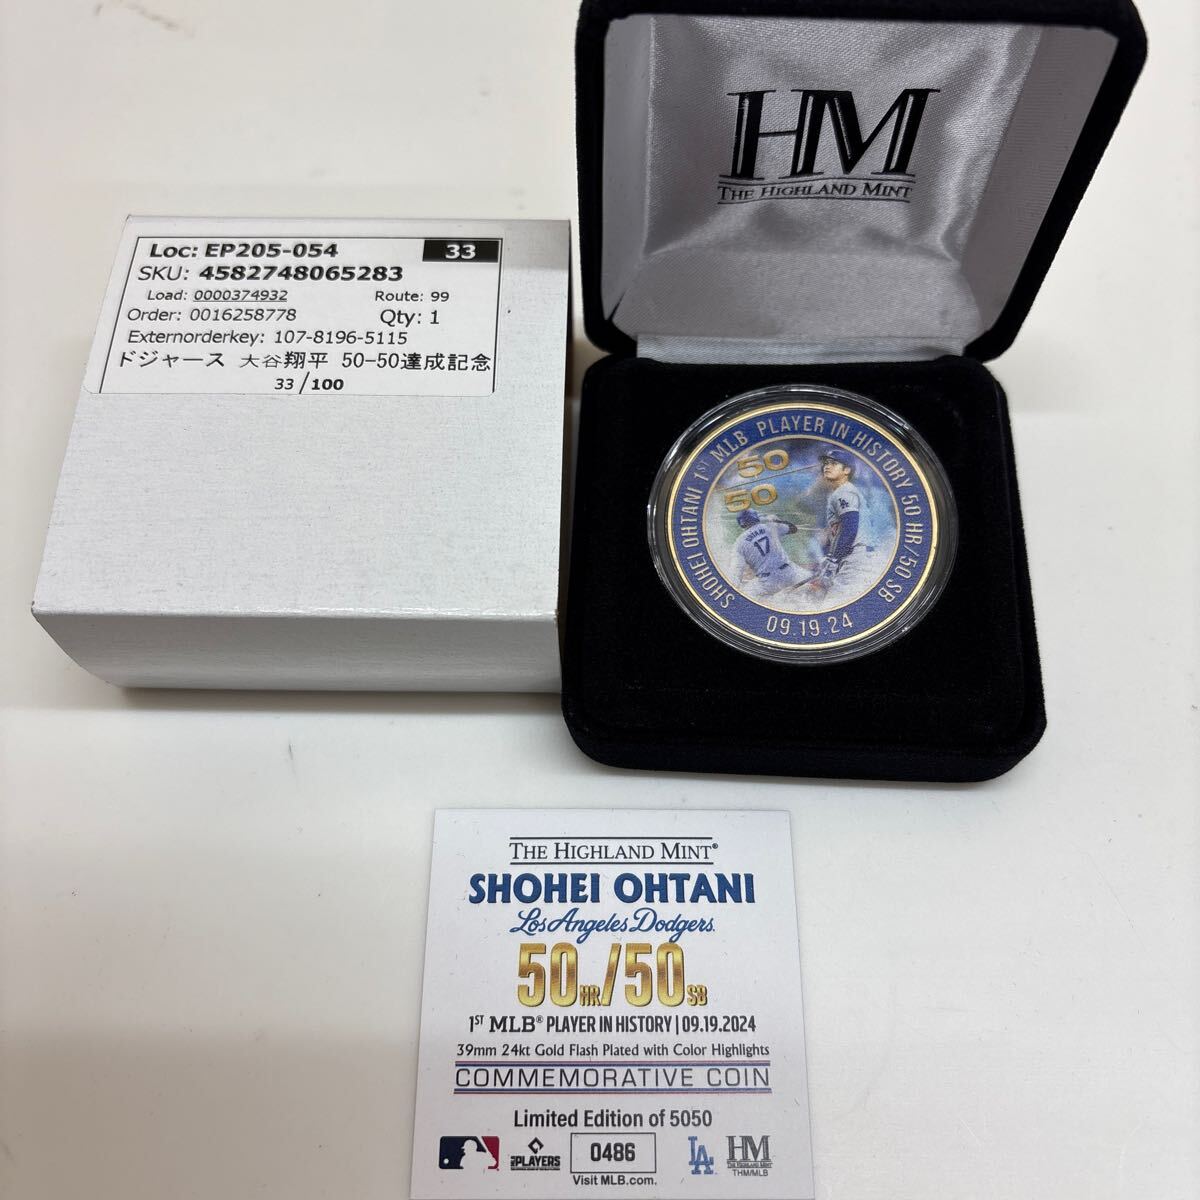 Loc: EP205-054 33
SKU: 4582748065283
Load: 0000374932 Route: 99
Order: 0016258778 Qty: 1
Externorderkey: 107-8196-5115
ドジャース 大谷翔平 50-50達成記念
33/100
HM
THE HIGHLAND MINT
SHOHEI OHTANI 1ST MLB PLAYER IN HISTORY 50 HR/50 SB
50
50
LA
OHTANI
17
09.19.24
THE HIGHLAND MINT®
SHOHEI OHTANI
Los Angeles Dodgers
50HR/50SB
1ST MLB® PLAYER IN HISTORY | 09.19.2024
39mm 24kt Gold Flash Plated with Color Highlights
COMMEMORATIVE COIN
Limited Edition of 5050
PLAYERS 0486 LA HM
THM/MLB
Visit MLB.com.